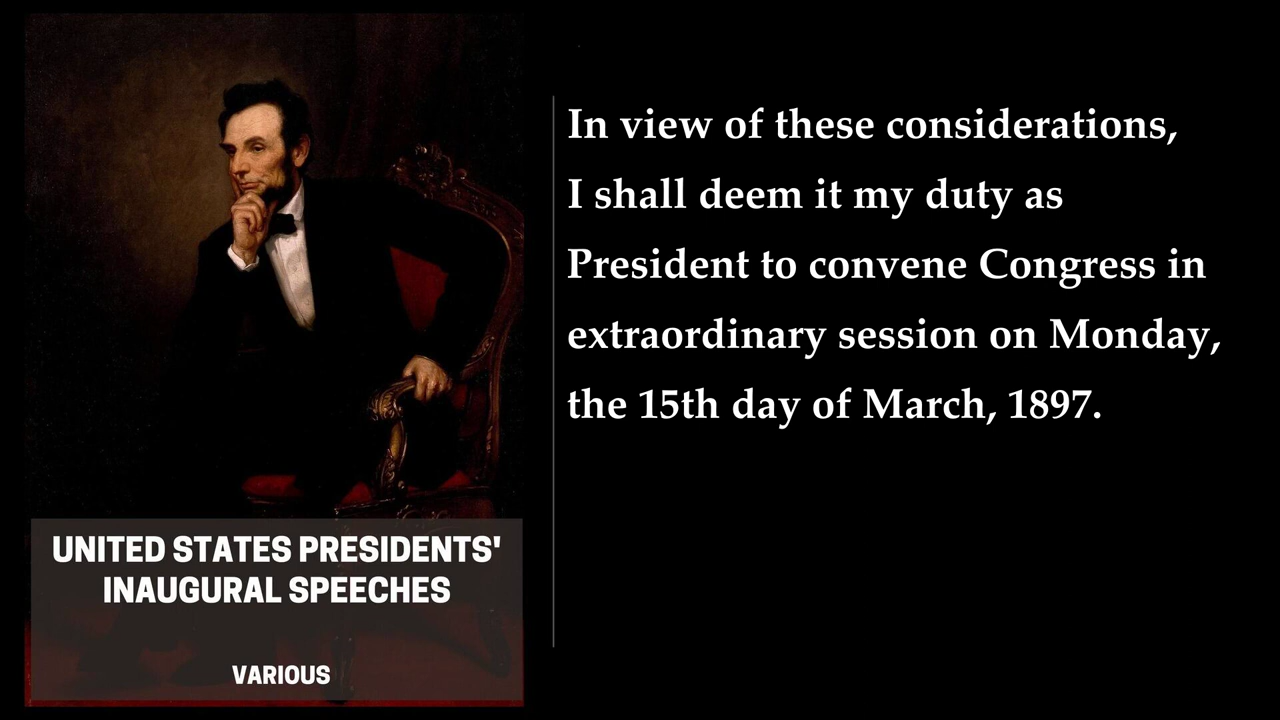 In view of these considerations,
I shall deem it my duty as
President to convene Congress in
extraordinary session on Monday,
the 15th day of March, 1897.
UNITED STATES PRESIDENTS'
INAUGURAL SPEECHES
VARIOUS